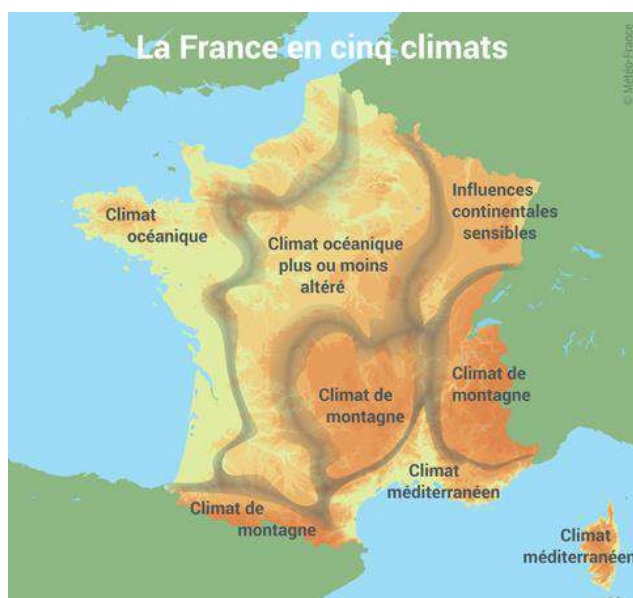 La France en cinq climats
© Météo-France
Influences
continentales
sensibles
Climat
océanique
Climat océanique
plus ou moins
altéré
Climat de
montagne
Climat de
montagne
Climat
méditerranéen
Climat de
montagne
Climat
méditerranéen